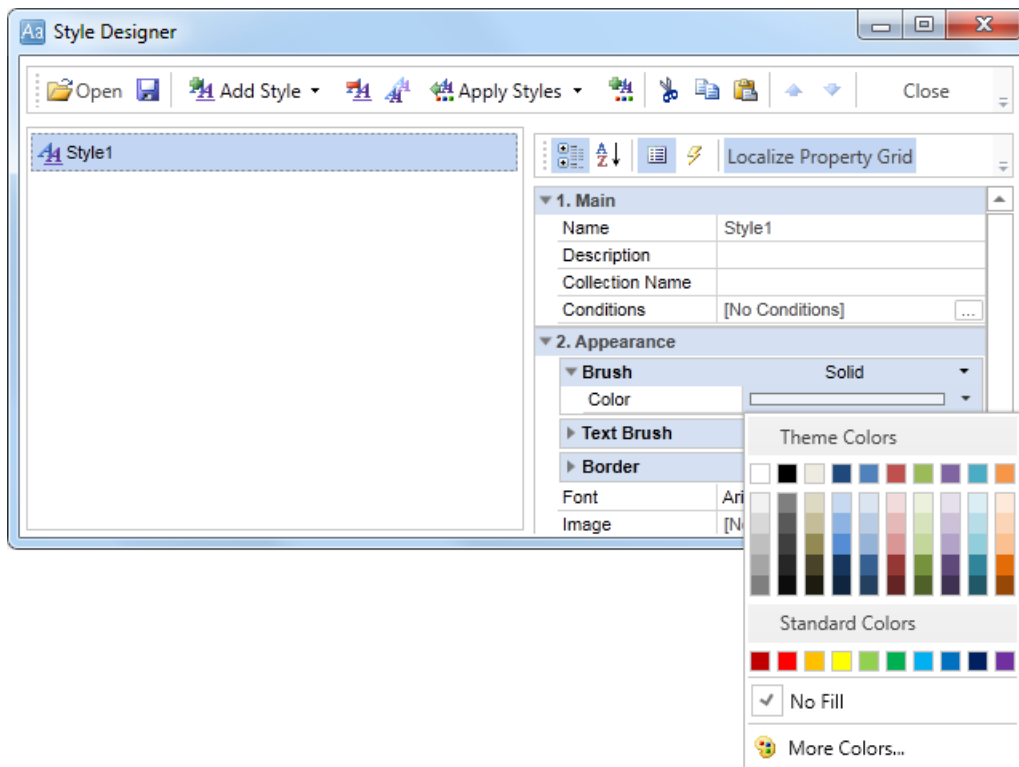 Aa Style Designer
Open Add Style Apply Styles Close
Style1
Localize Property Grid
1. Main
Name Style1
Description
Collection Name
Conditions [No Conditions] ...
2. Appearance
Brush Solid
Color
Text Brush
Border
Font Ari
Image [N
Theme Colors
Standard Colors
No Fill
More Colors...